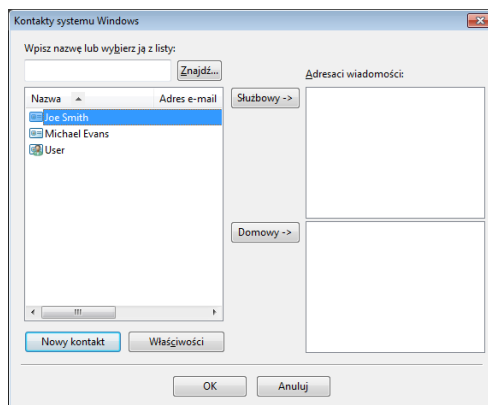 Kontakty systemu Windows
Wpisz nazwę lub wybierz ją z listy:
Znajdź...
Adresaci wiadomości:
Nazwa Adres e-mail
Służbowy ->
Joe Smith
Michael Evans
User
Domowy ->
Nowy kontakt Właściwości
OK Anuluj